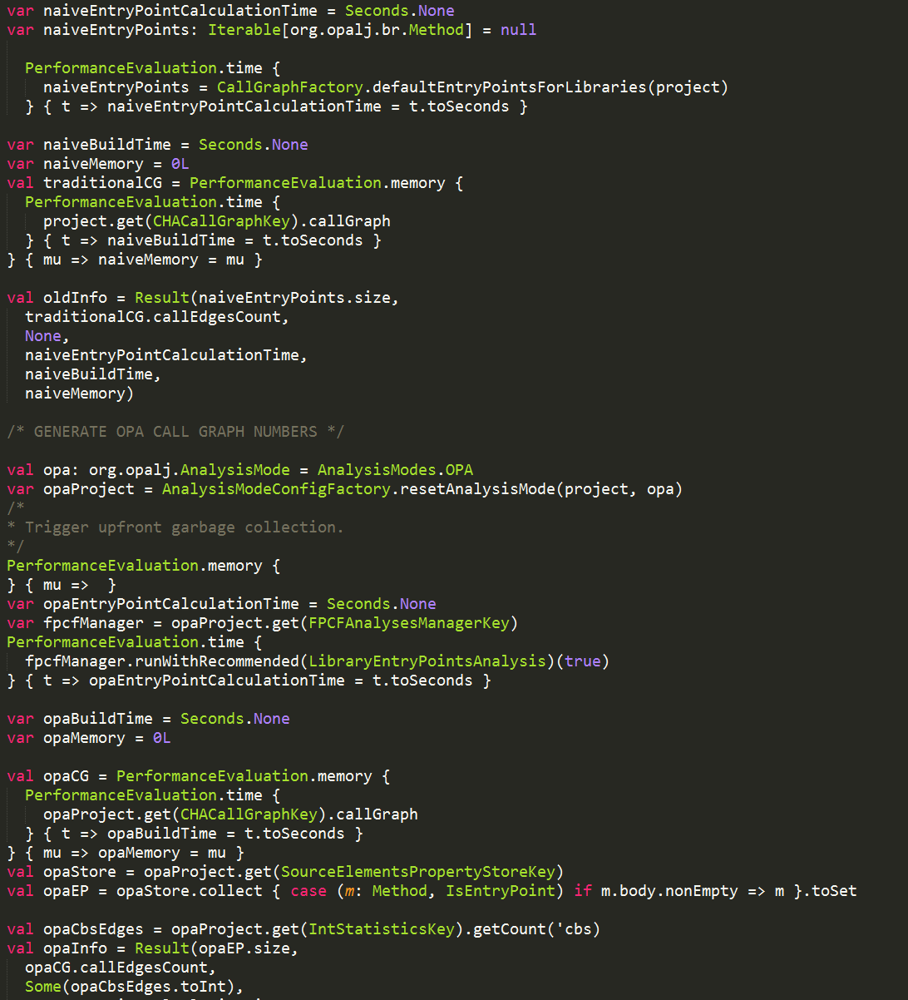 var naiveEntryPointCalculationTime = Seconds.None
var naiveEntryPoints: Iterable[org.opalj.br.Method] = null
PerformanceEvaluation.time {
naiveEntryPoints = CallGraphFactory.defaultEntryPointsForLibraries(project)
} { t => naiveEntryPointCalculationTime = t.toSeconds }
var naiveBuildTime = Seconds.None
var naiveMemory = 0L
val traditionalCG = PerformanceEvaluation.memory {
PerformanceEvaluation.time {
project.get(CHACallGraphKey).callGraph
} { t => naiveBuildTime = t.toSeconds }
} { mu => naiveMemory = mu }
val oldInfo = Result(naiveEntryPoints.size,
traditionalCG.callEdgesCount,
None,
naiveEntryPointCalculationTime,
naiveBuildTime,
naiveMemory)
/* GENERATE OPA CALL GRAPH NUMBERS */
val opa: org.opalj.AnalysisMode = AnalysisModes.OPA
var opaProject = AnalysisModeConfigFactory.resetAnalysisMode(project, opa)
/*
* Trigger upfront garbage collection.
*/
PerformanceEvaluation.memory {
} { mu =>  }
var opaEntryPointCalculationTime = Seconds.None
var fpcfManager = opaProject.get(FPCFAnalysesManagerKey)
PerformanceEvaluation.time {
fpcfManager.runWithRecommended(LibraryEntryPointsAnalysis)(true)
} { t => opaEntryPointCalculationTime = t.toSeconds }
var opaBuildTime = Seconds.None
var opaMemory = 0L
val opaCG = PerformanceEvaluation.memory {
PerformanceEvaluation.time {
opaProject.get(CHACallGraphKey).callGraph
} { t => opaBuildTime = t.toSeconds }
} { mu => opaMemory = mu }
val opaStore = opaProject.get(SourceElementsPropertyStoreKey)
val opaEP = opaStore.collect { case (m: Method, IsEntryPoint) if m.body.nonEmpty => m }.toSet
val opaCbsEdges = opaProject.get(IntStatisticsKey).getCount('cbs)
val opaInfo = Result(opaEP.size,
opaCG.callEdgesCount,
Some(opaCbsEdges.toInt),